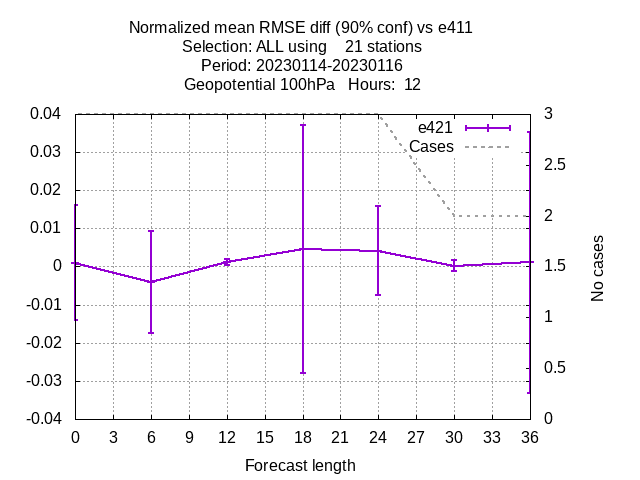 Normalized mean RMSE diff (90% conf) vs e411
Selection: ALL using    21 stations
Period: 20230114-20230116
Geopotential 100hPa   Hours:  12
e421
Cases
0.04
0.03
0.02
0.01
0
-0.01
-0.02
-0.03
-0.04
3
2.5
2
1.5
1
0.5
0
No cases
0 3 6 9 12 15 18 21 24 27 30 33 36
Forecast length